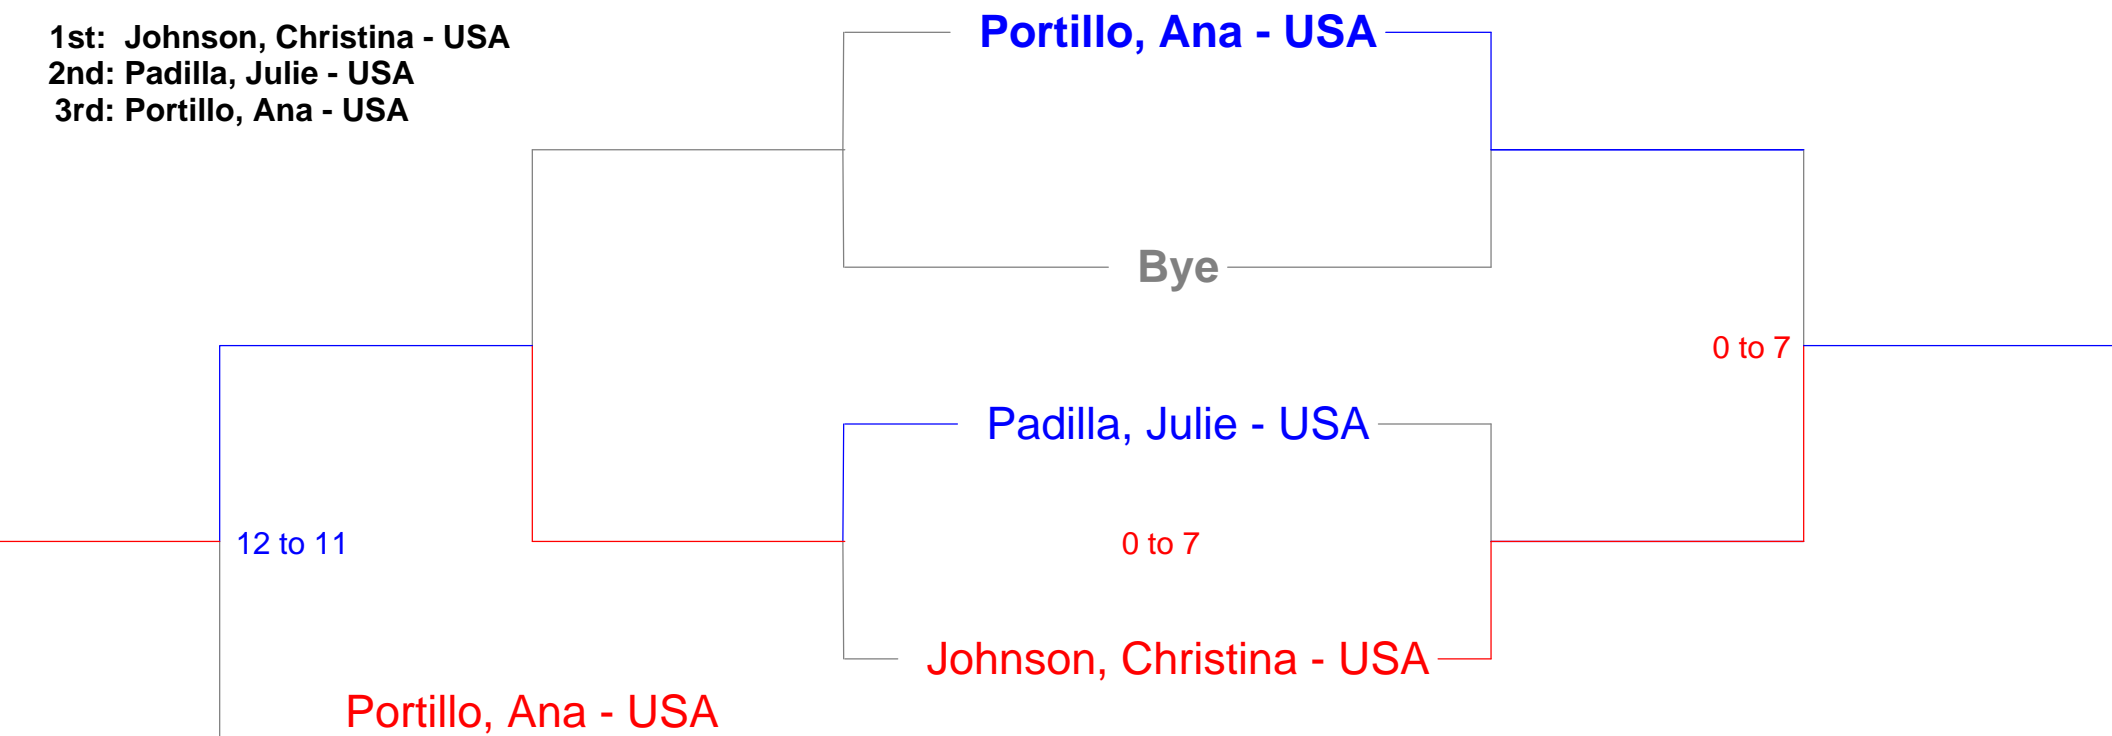 1st: Johnson, Christina - USA
2nd: Padilla, Julie - USA
3rd: Portillo, Ana - USA
Portillo, Ana - USA
Bye
0 to 7
Padilla, Julie - USA
12 to 11
0 to 7
Johnson, Christina - USA
Portillo, Ana - USA